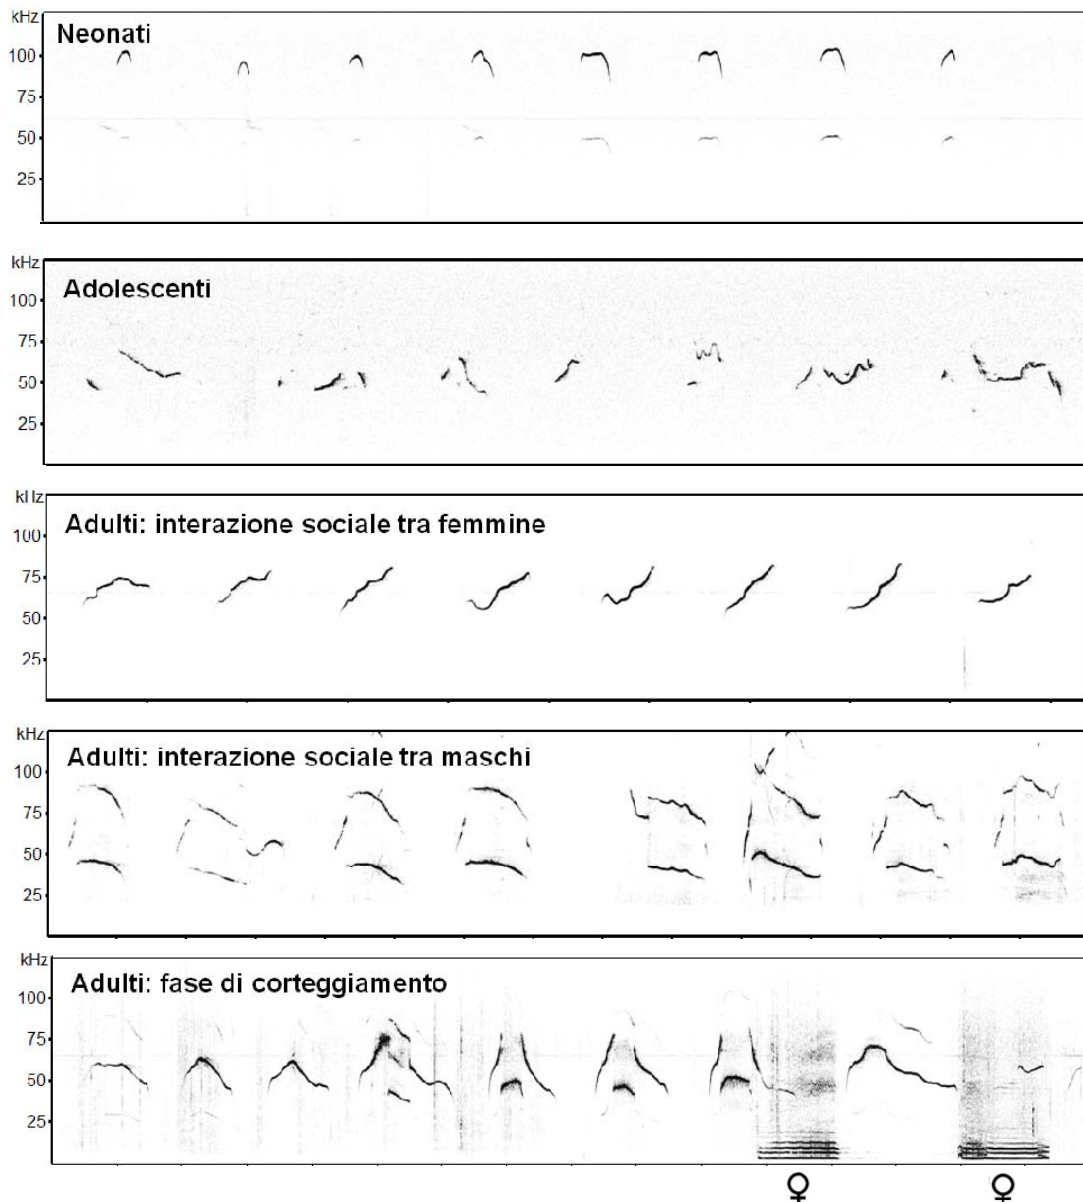 kHz
Neonati
100
75
50
25
kHz
Adolescenti
100
75
50
25
kHz
Adulti: interazione sociale tra femmine
100
75
50
25
kHz
Adulti: interazione sociale tra maschi
100
75
50
25
kHz
Adulti: fase di corteggiamento
100
75
50
25
♀ ♀